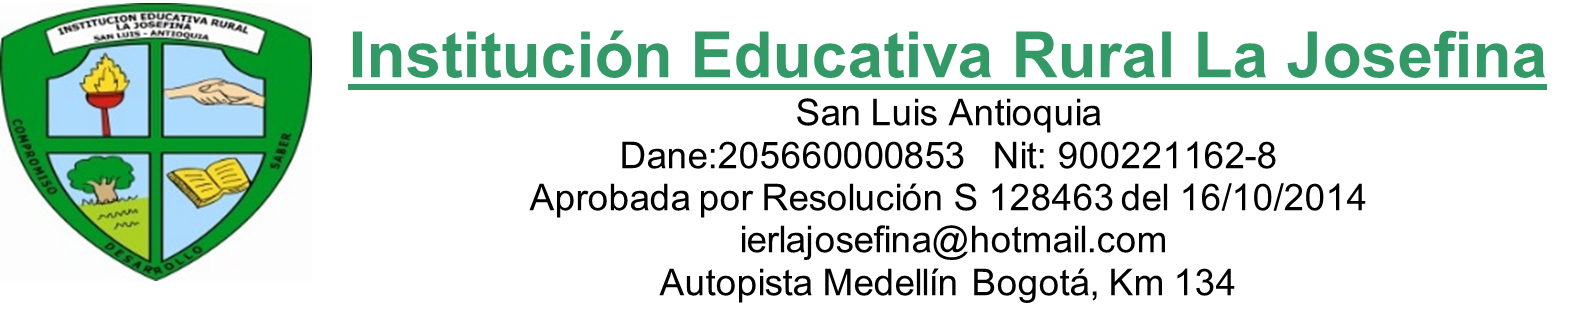 INSTITUCION EDUCATIVA RURAL
LA JOSEFINA
SAN LUIS - ANTIOQUIA
COMPROMISO
SABER
DESARROLLO
Institución Educativa Rural La Josefina
San Luis Antioquia
Dane:205660000853 Nit: 900221162-8
Aprobada por Resolución S 128463 del 16/10/2014
ierlajosefina@hotmail.com
Autopista Medellín Bogotá, Km 134